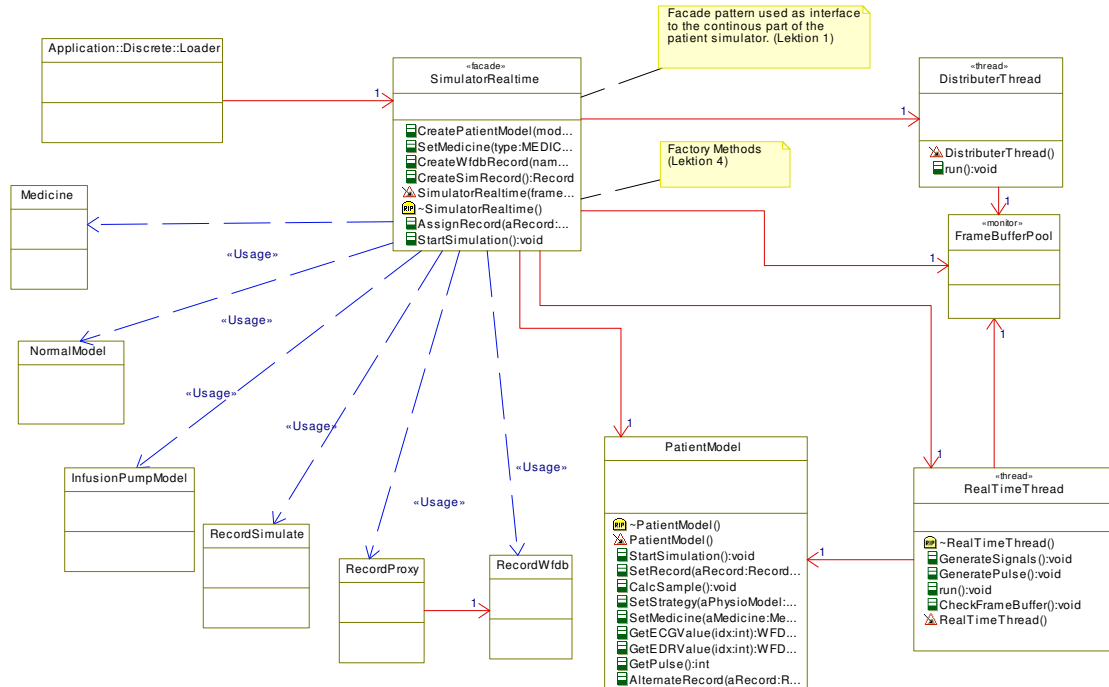 Application::Discrete::Loader
«facade»
SimulatorRealtime
CreatePatientModel(mod...
SetMedicine(type:MEDIC...
CreateWfdbRecord(nam...
CreateSimRecord():Record
SimulatorRealtime(frame...
~SimulatorRealtime()
AssignRecord(aRecord:...
StartSimulation():void
Facade pattern used as interface
to the continous part of the
patient simulator. (Lektion 1)
Factory Methods
(Lektion 4)
«thread»
DistributerThread
DistributerThread()
run():void
«monitor»
FrameBufferPool
Medicine
NormalModel
InfusionPumpModel
RecordSimulate
RecordProxy
RecordWfdb
PatientModel
RIP ~PatientModel()
PatientModel()
StartSimulation():void
SetRecord(aRecord:Record...
CalcSample():void
SetStrategy(aPhysioModel:...
SetMedicine(aMedicine:Me...
GetECGValue(idx:int):WFD...
GetEDRValue(idx:int):WFD...
GetPulse():int
AlternateRecord(aRecord:R...
«thread»
RealTimeThread
RIP ~RealTimeThread()
GenerateSignals():void
GeneratePulse():void
run():void
CheckFrameBuffer():void
RealTimeThread()
«Usage»
«Usage»
«Usage»
«Usage»
«Usage»
«Usage»
1
1
1
1
1
1
1
1
1